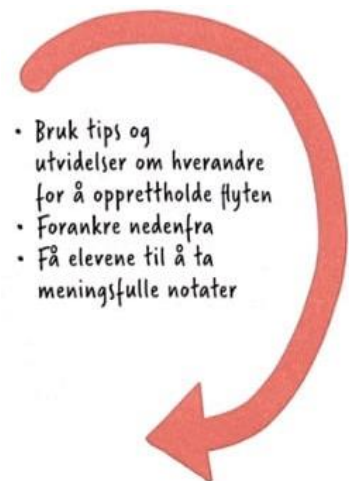 • Bruk tips og
utvidelser om hverandre
for å opprettholde flyten
• Forankre nedenfra
• Få elevene til å ta
meningsfulle notater